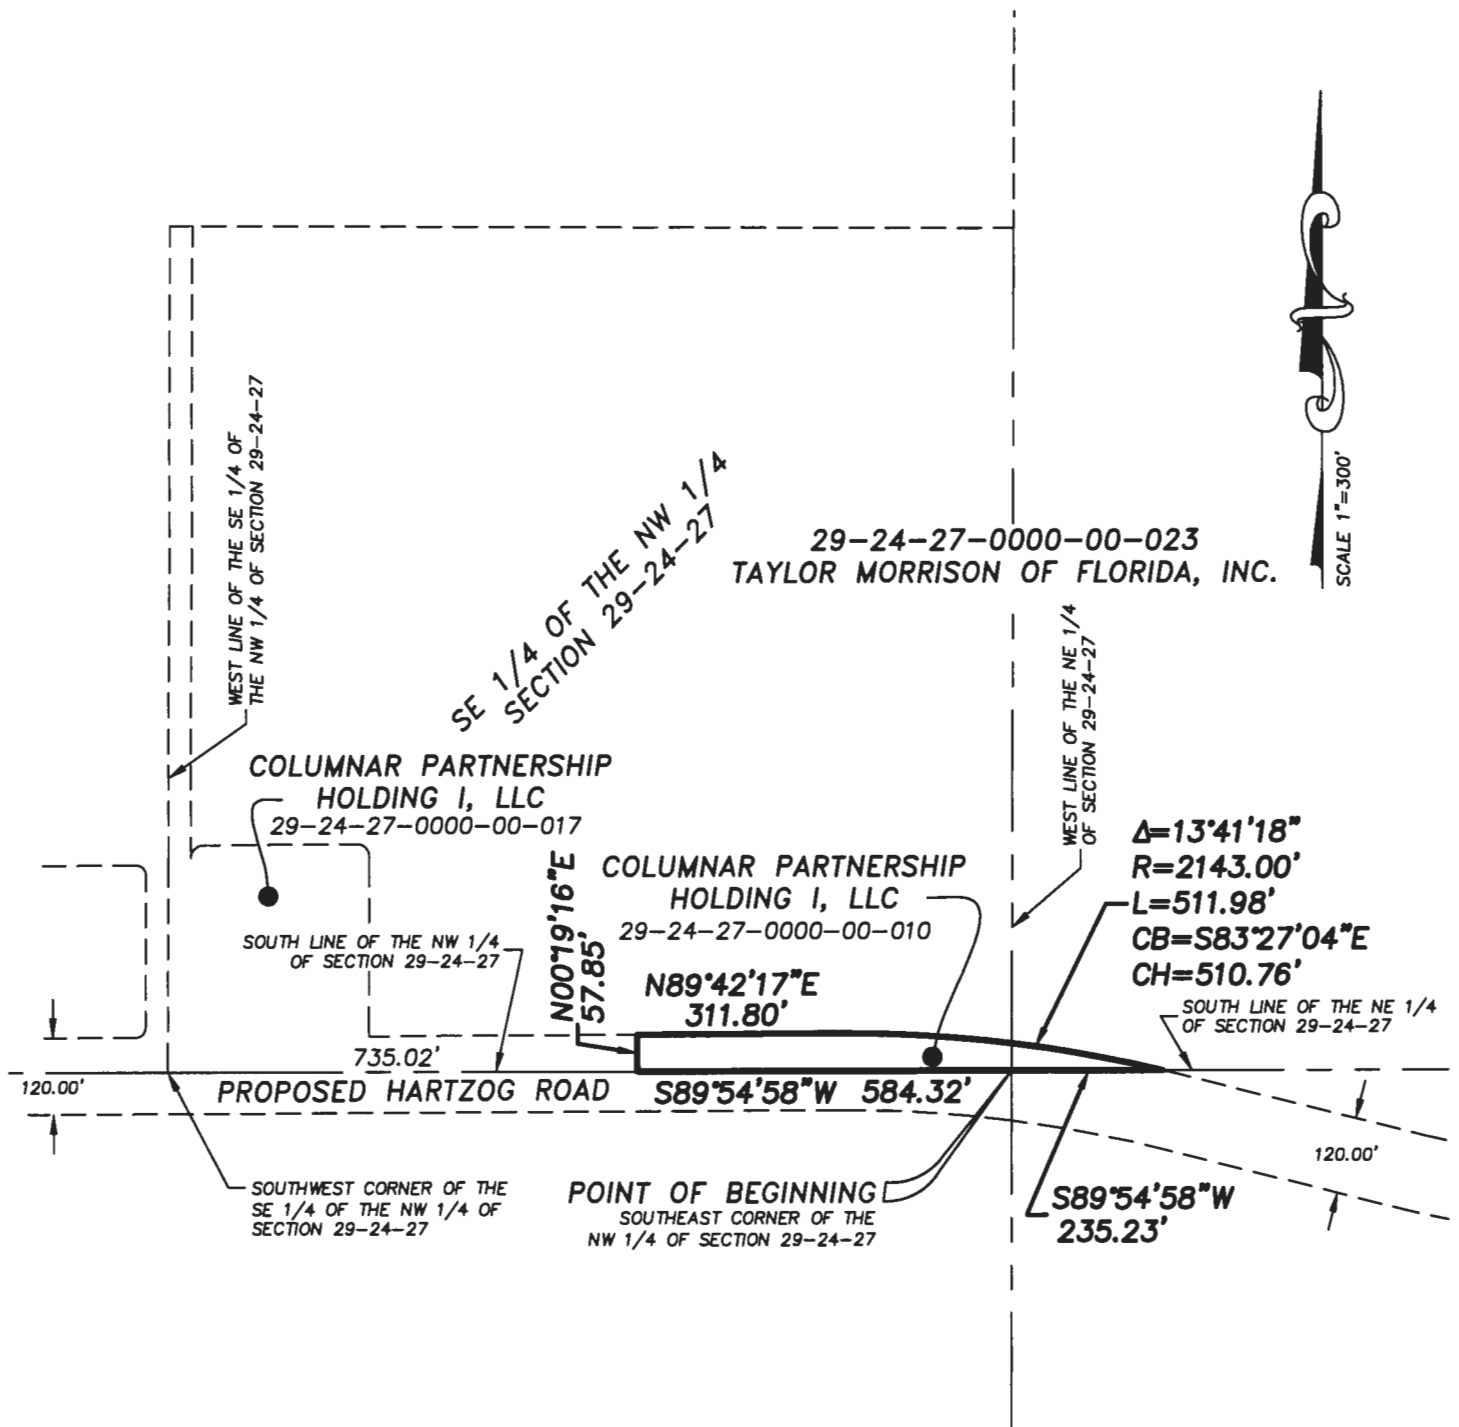 SCALE 1"=300'
WEST LINE OF THE SE 1/4 OF
THE NW 1/4 OF SECTION 29-24-27
SE 1/4 OF THE NW 1/4
SECTION 29-24-27
29-24-27-0000-00-023
TAYLOR MORRISON OF FLORIDA, INC.
WEST LINE OF THE NE 1/4
OF SECTION 29-24-27
COLUMNAR PARTNERSHIP
HOLDING I, LLC
29-24-27-0000-00-017
COLUMNAR PARTNERSHIP
HOLDING I, LLC
29-24-27-0000-00-010
Δ=13°41'18"
R=2143.00'
L=511.98'
CB=S83°27'04"E
CH=510.76'
SOUTH LINE OF THE NW 1/4
OF SECTION 29-24-27
N00°19'16"E
57.85'
N89°42'17"E
311.80'
SOUTH LINE OF THE NE 1/4
OF SECTION 29-24-27
735.02'
120.00'
PROPOSED HARTZOG ROAD
S89°54'58"W 584.32'
120.00'
SOUTHWEST CORNER OF THE
SE 1/4 OF THE NW 1/4 OF
SECTION 29-24-27
POINT OF BEGINNING
SOUTHEAST CORNER OF THE
NW 1/4 OF SECTION 29-24-27
S89°54'58"W
235.23'